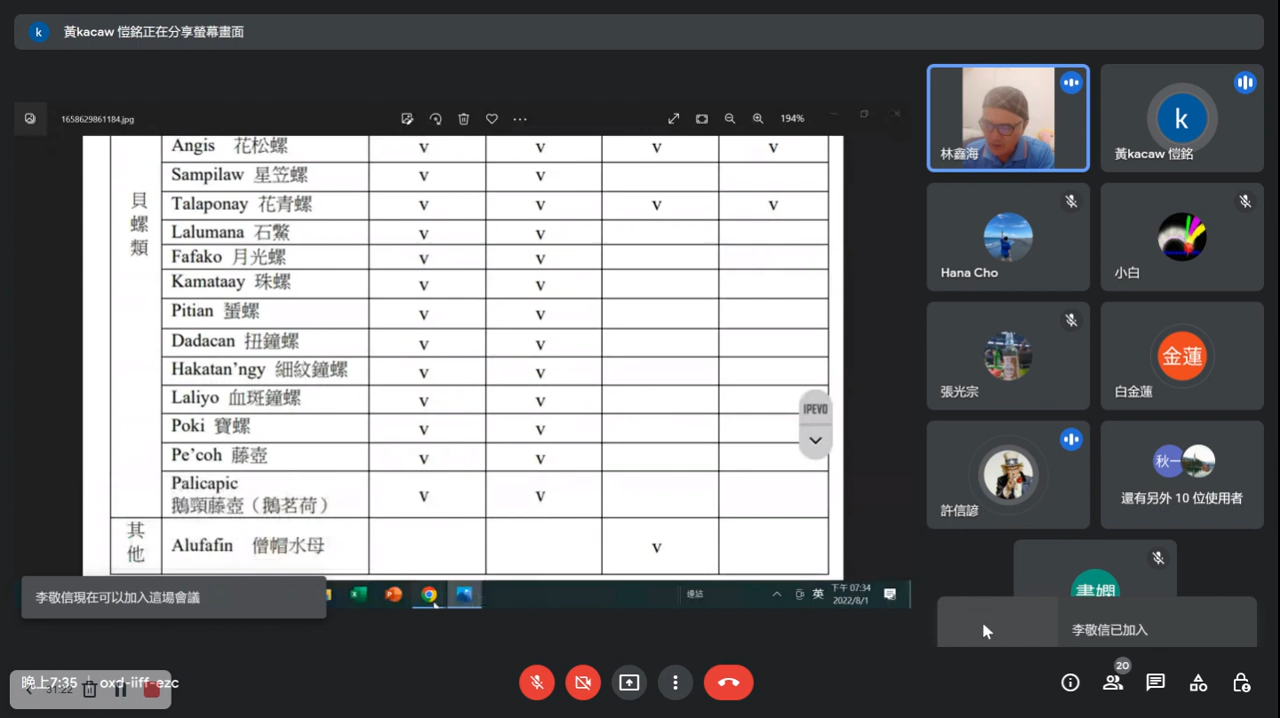 k 黃kacaw 愷銘正在分享螢幕畫面
1658629861184.jpg
194%
貝螺類
Angis 花松螺 v v v v
Sampilaw 星笠螺 v v
Talaponay 花青螺 v v v v
Lalumana 石鱉 v v
Fafako 月光螺 v v
Kamataay 珠螺 v v
Pitian 蜑螺 v v
Dadacan 扭鐘螺 v v
Hakatan’ngy 細紋鐘螺 v v
Laliyo 血斑鐘螺 v v
Poki 寶螺 v v
Pe’coh 藤壺 v v
Palicapic
鵝頸藤壺（鵝茗荷） v v
其他
Alufafin 僧帽水母 v
IPEVO
連結
英
下午 07:34
2022/8/1
李敬信現在可以加入這場會議
林鑫海
k
黃kacaw 愷銘
Hana Cho
小白
張光宗
金蓮
白金蓮
許信諺
秋一
還有另外 10 位使用者
書嫺
李敬信已加入
晚上7:35 | oxd-iiff-ezc
31:22
20